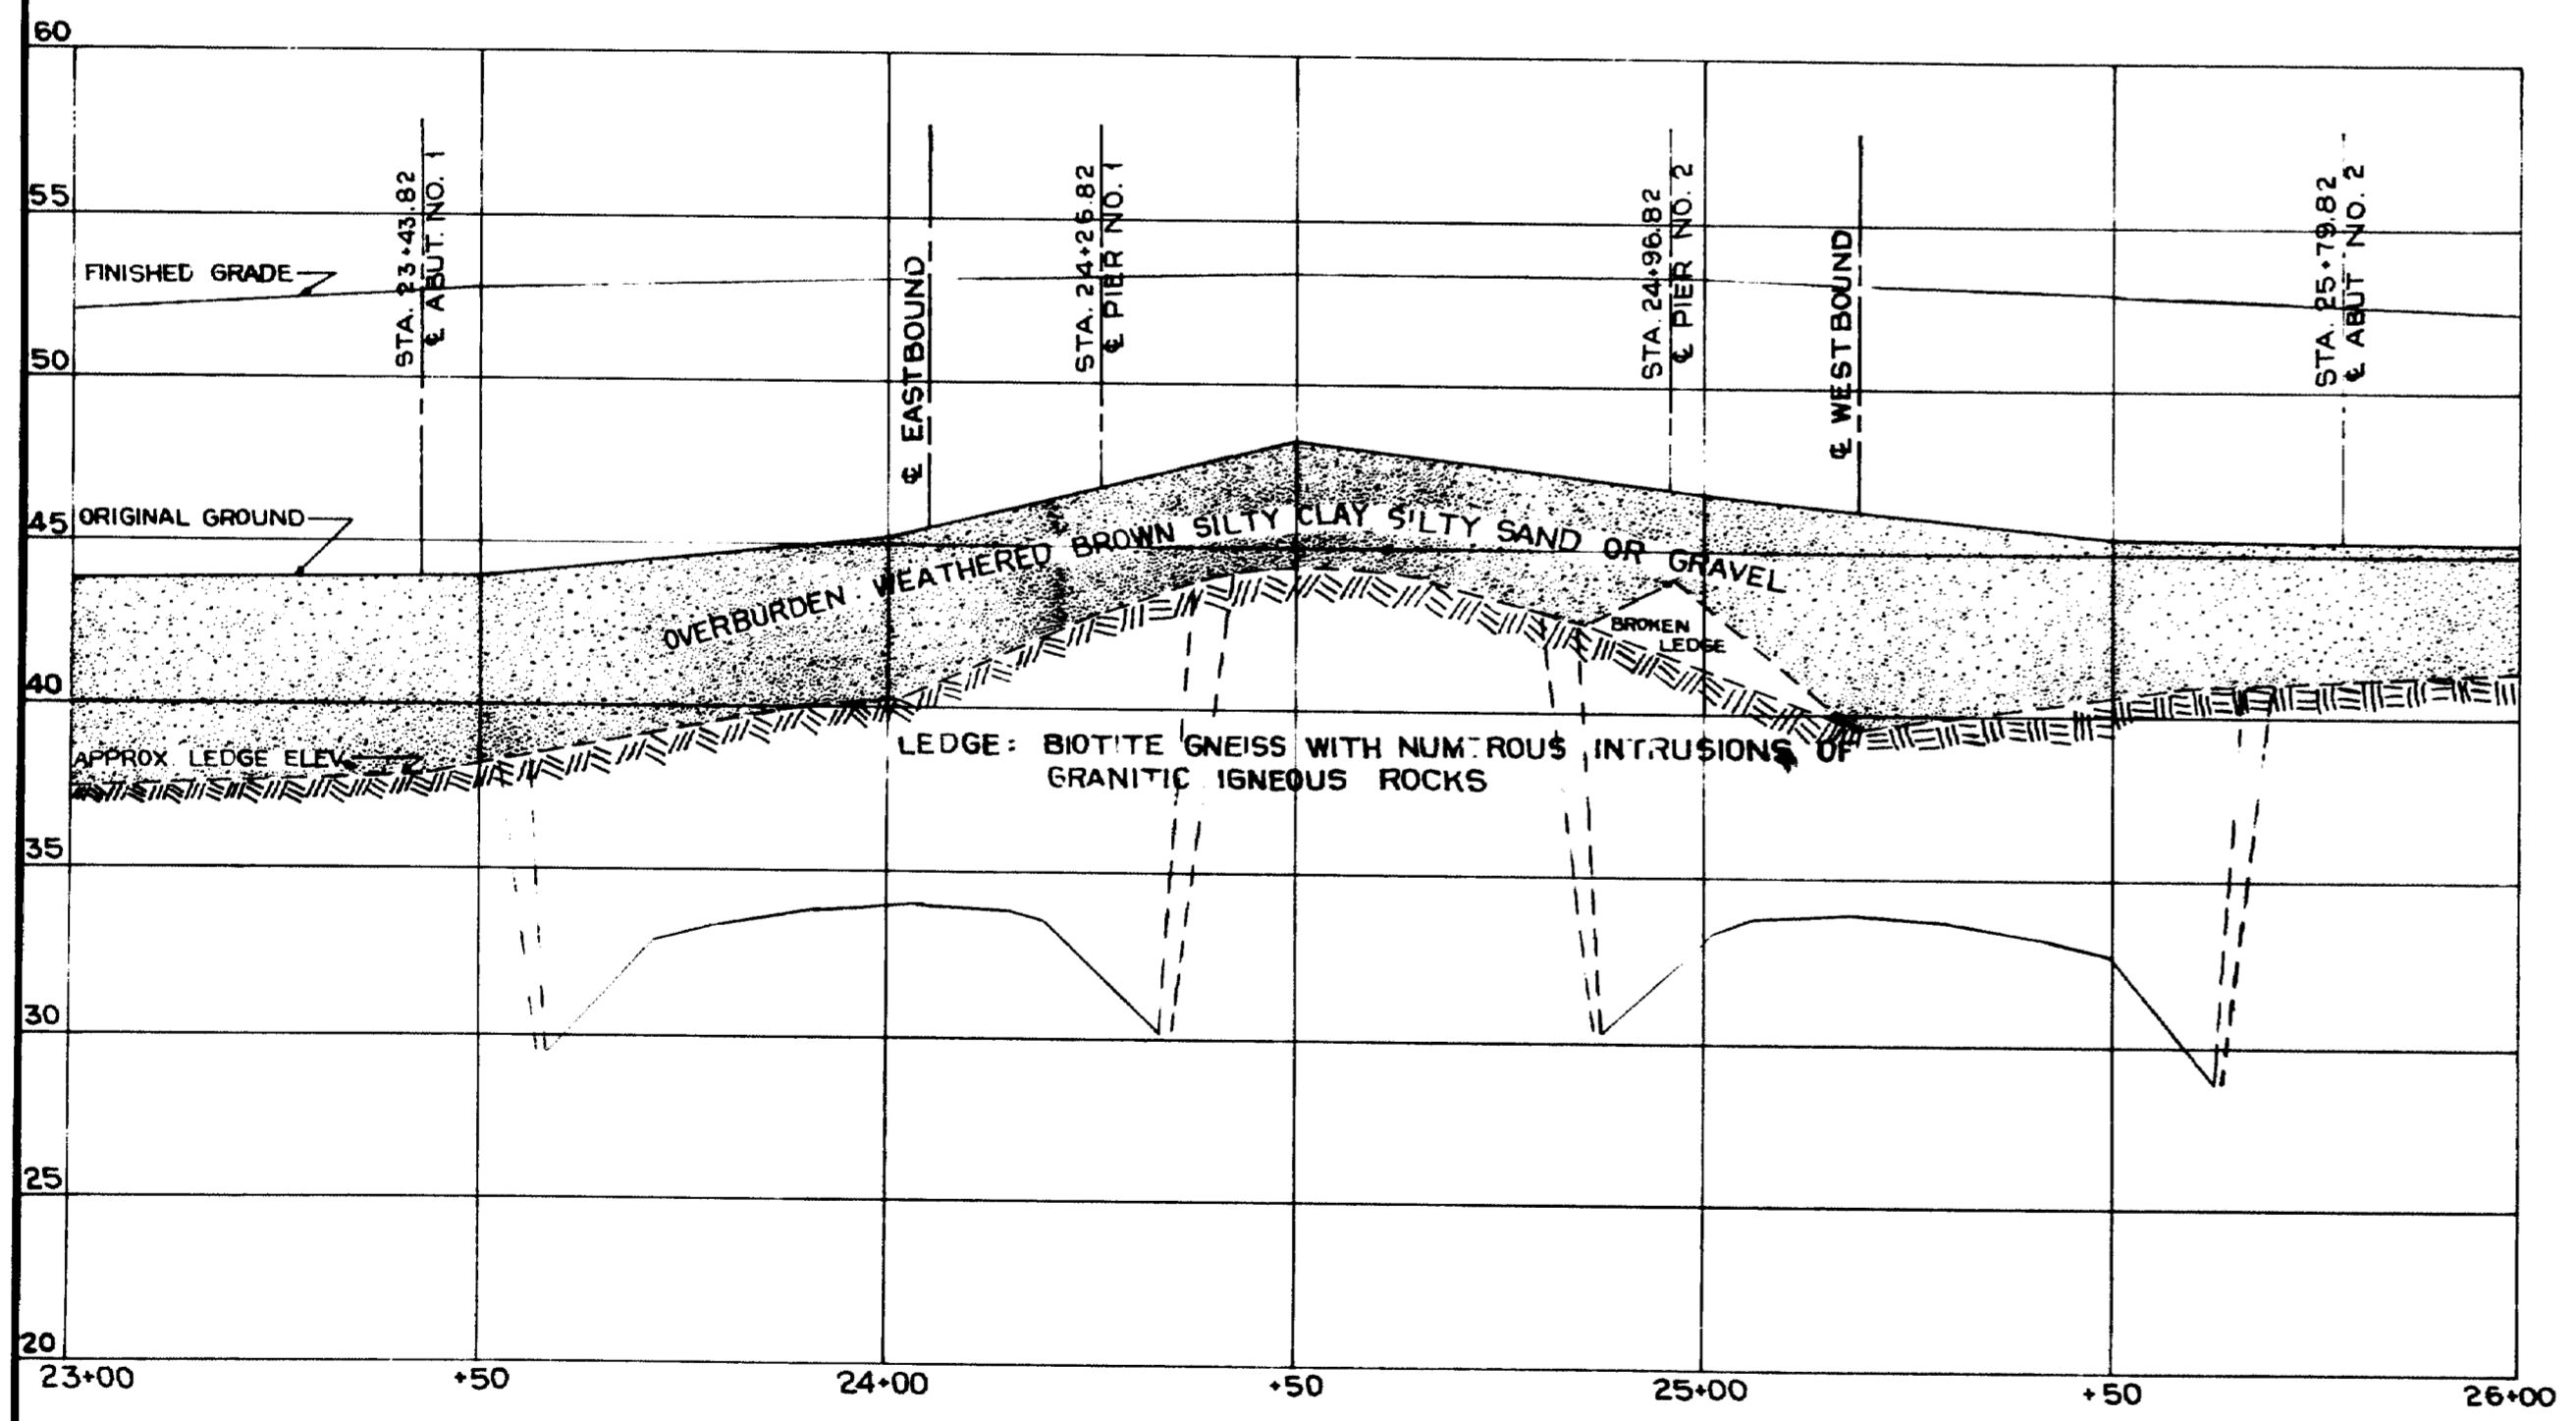 60
55
50
45
40
35
30
25
20
FINISHED GRADE
ORIGINAL GROUND
APPROX. LEDGE ELEV.
STA. 23+43.82
℄ ABUT. NO. 1
℄ EASTBOUND
STA. 24+26.82
℄ PIER NO. 1
STA. 24+96.82
℄ PIER NO. 2
℄ WESTBOUND
STA. 25+79.82
℄ ABUT NO. 2
OVERBURDEN WEATHERED BROWN SILTY CLAY SILTY SAND OR GRAVEL
BROKEN
LEDGE
LEDGE: BIOTITE GNEISS WITH NUM ROUS INTRUSIONS OF
GRANITIC IGNEOUS ROCKS
23+00 +50 24+00 +50 25+00 +50 26+00